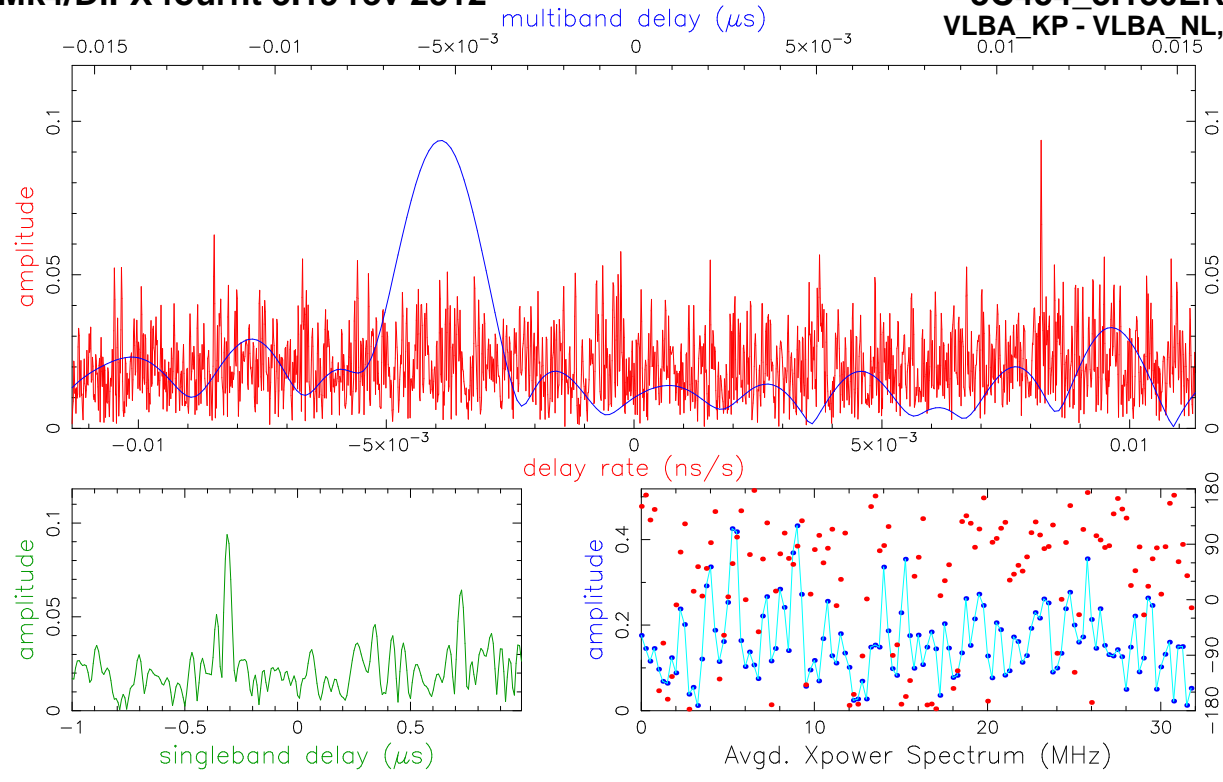 multiband delay (μs)
VLBA_KP - VLBA_NL,
−0.015 −0.01 −5×10⁻³ 0 5×10⁻³ 0.01 0.015
amplitude
0 0.05 0.1
0 0.05 0.1
−0.01 −5×10⁻³ 0 5×10⁻³ 0.01
delay rate (ns/s)
amplitude
0 0.05 0.1
−1 −0.5 0 0.5
singleband delay (μs)
amplitude
0 0.2 0.4
−180 −90 0 90 180
0 10 20 30
Avgd. Xpower Spectrum (MHz)